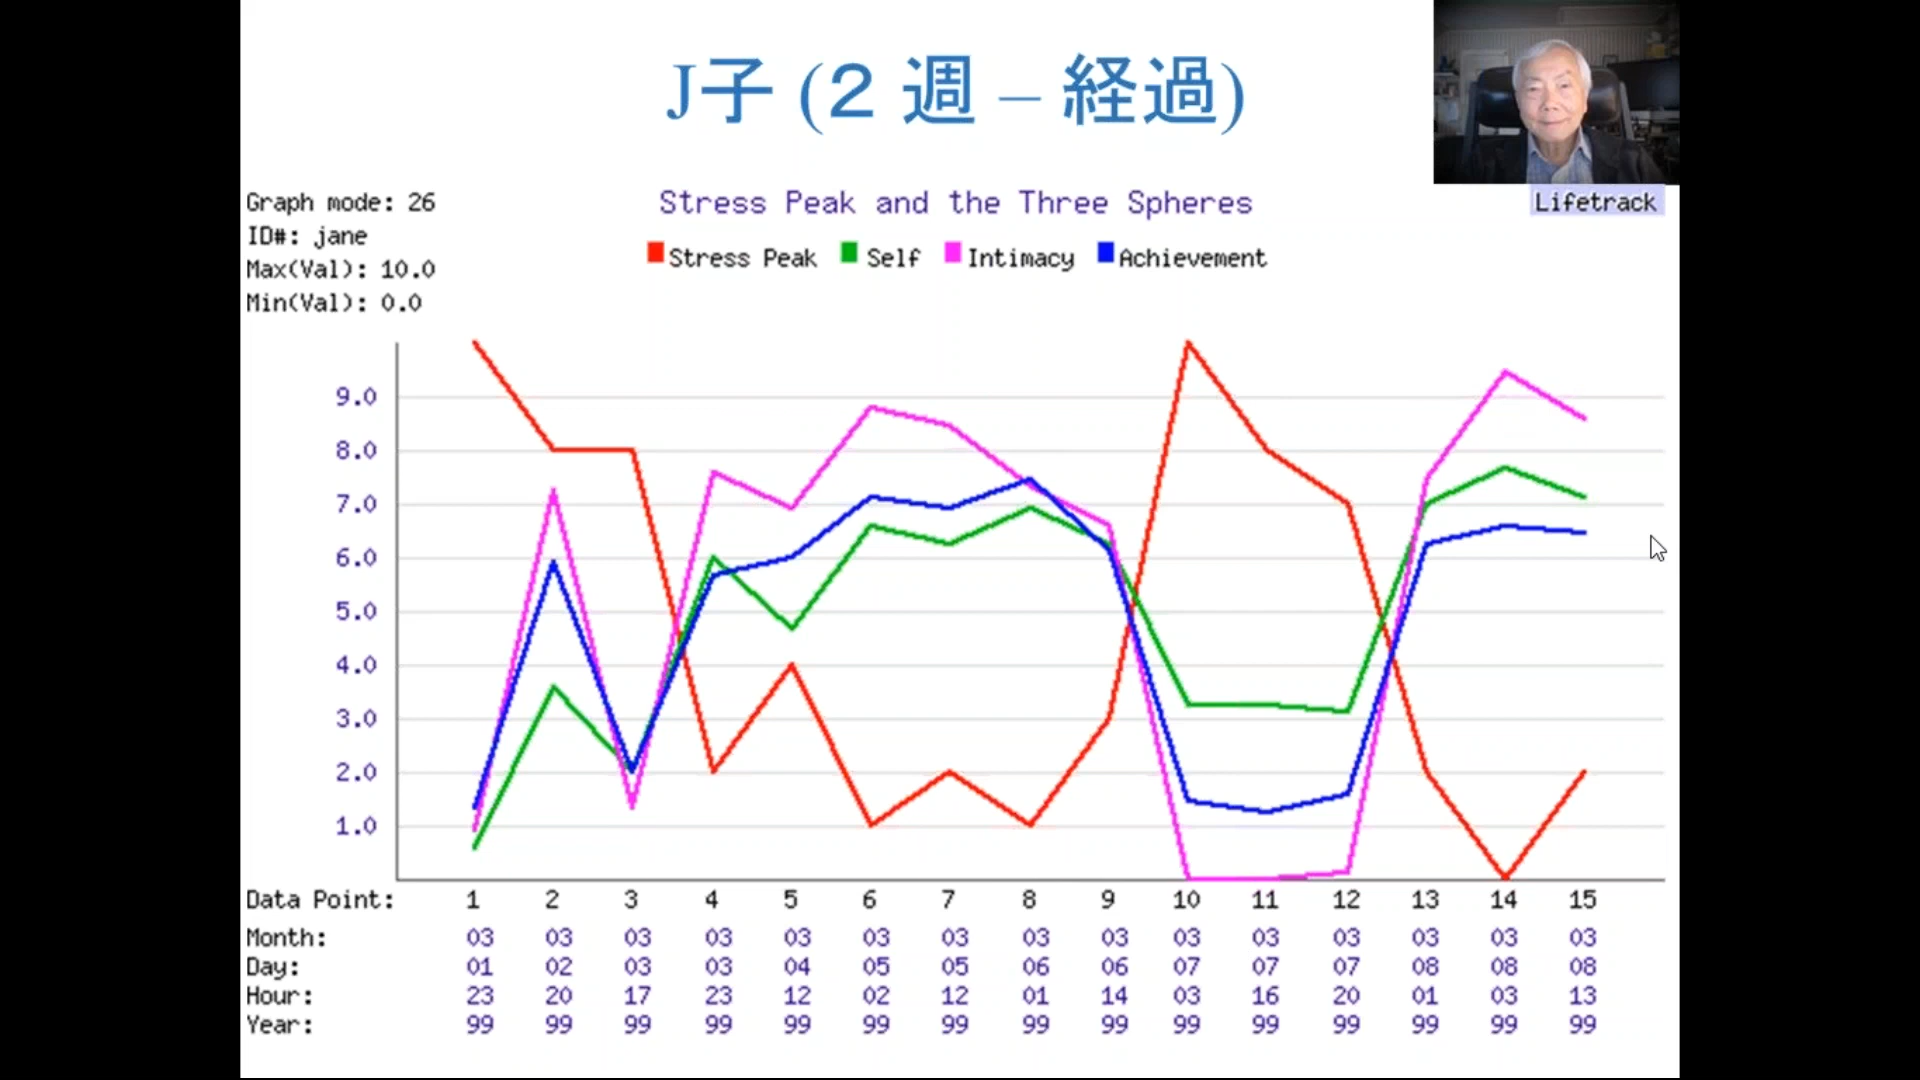 J子 (２ 週 – 経過)
Graph mode: 26
ID#: jane
Max(Val): 10.0
Min(Val): 0.0
Stress Peak and the Three Spheres
Lifetrack
Stress Peak Self Intimacy Achievement
9.0
8.0
7.0
6.0
5.0
4.0
3.0
2.0
1.0
Data Point: 1 2 3 4 5 6 7 8 9 10 11 12 13 14 15
Month: 03 03 03 03 03 03 03 03 03 03 03 03 03 03 03
Day: 01 02 03 03 04 05 05 06 06 07 07 07 08 08 08
Hour: 23 20 17 23 12 02 12 01 14 03 16 20 01 03 13
Year: 99 99 99 99 99 99 99 99 99 99 99 99 99 99 99